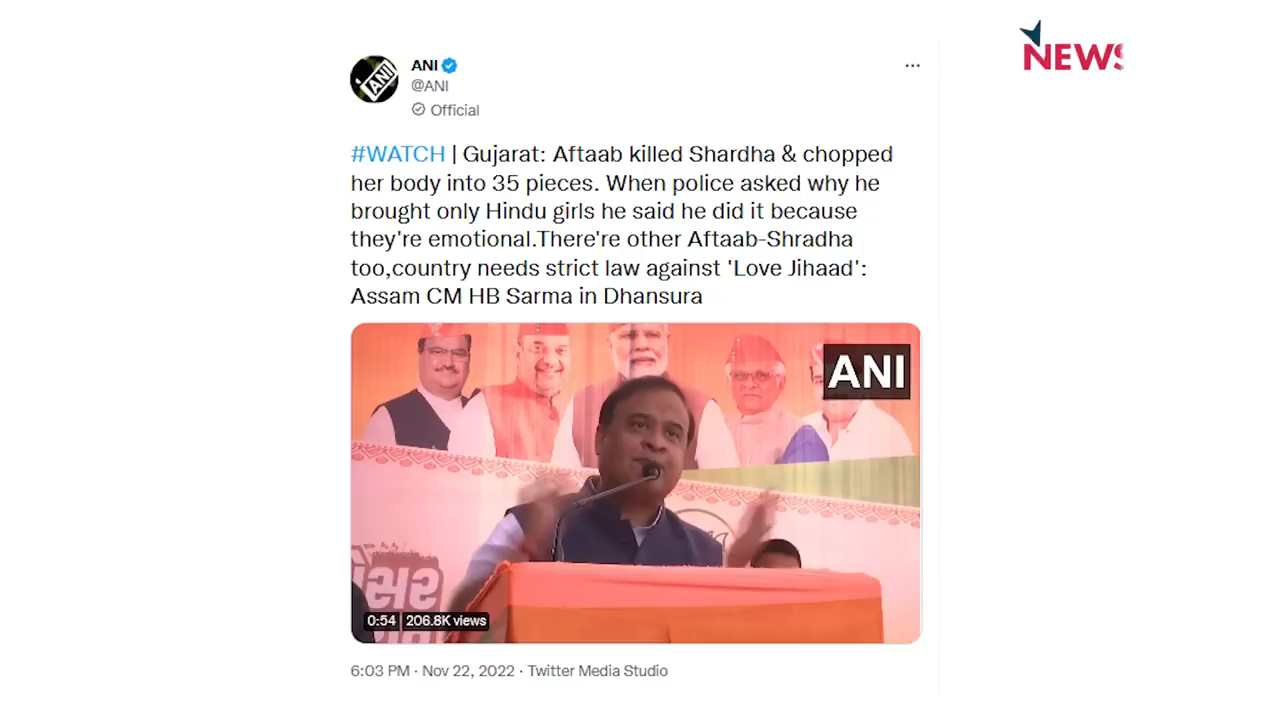 NEWS
ANI
@ANI
Official
#WATCH | Gujarat: Aftaab killed Shardha & chopped
her body into 35 pieces. When police asked why he
brought only Hindu girls he said he did it because
they're emotional.There're other Aftaab-Shradha
too,country needs strict law against 'Love Jihaad':
Assam CM HB Sarma in Dhansura
ANI
0:54 206.8K views
6:03 PM · Nov 22, 2022 · Twitter Media Studio